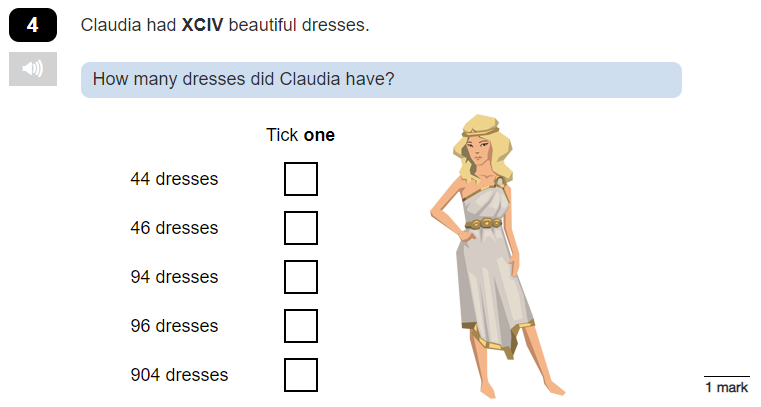 4 Claudia had XCIV beautiful dresses.
How many dresses did Claudia have?
Tick one
44 dresses
46 dresses
94 dresses
96 dresses
904 dresses
1 mark